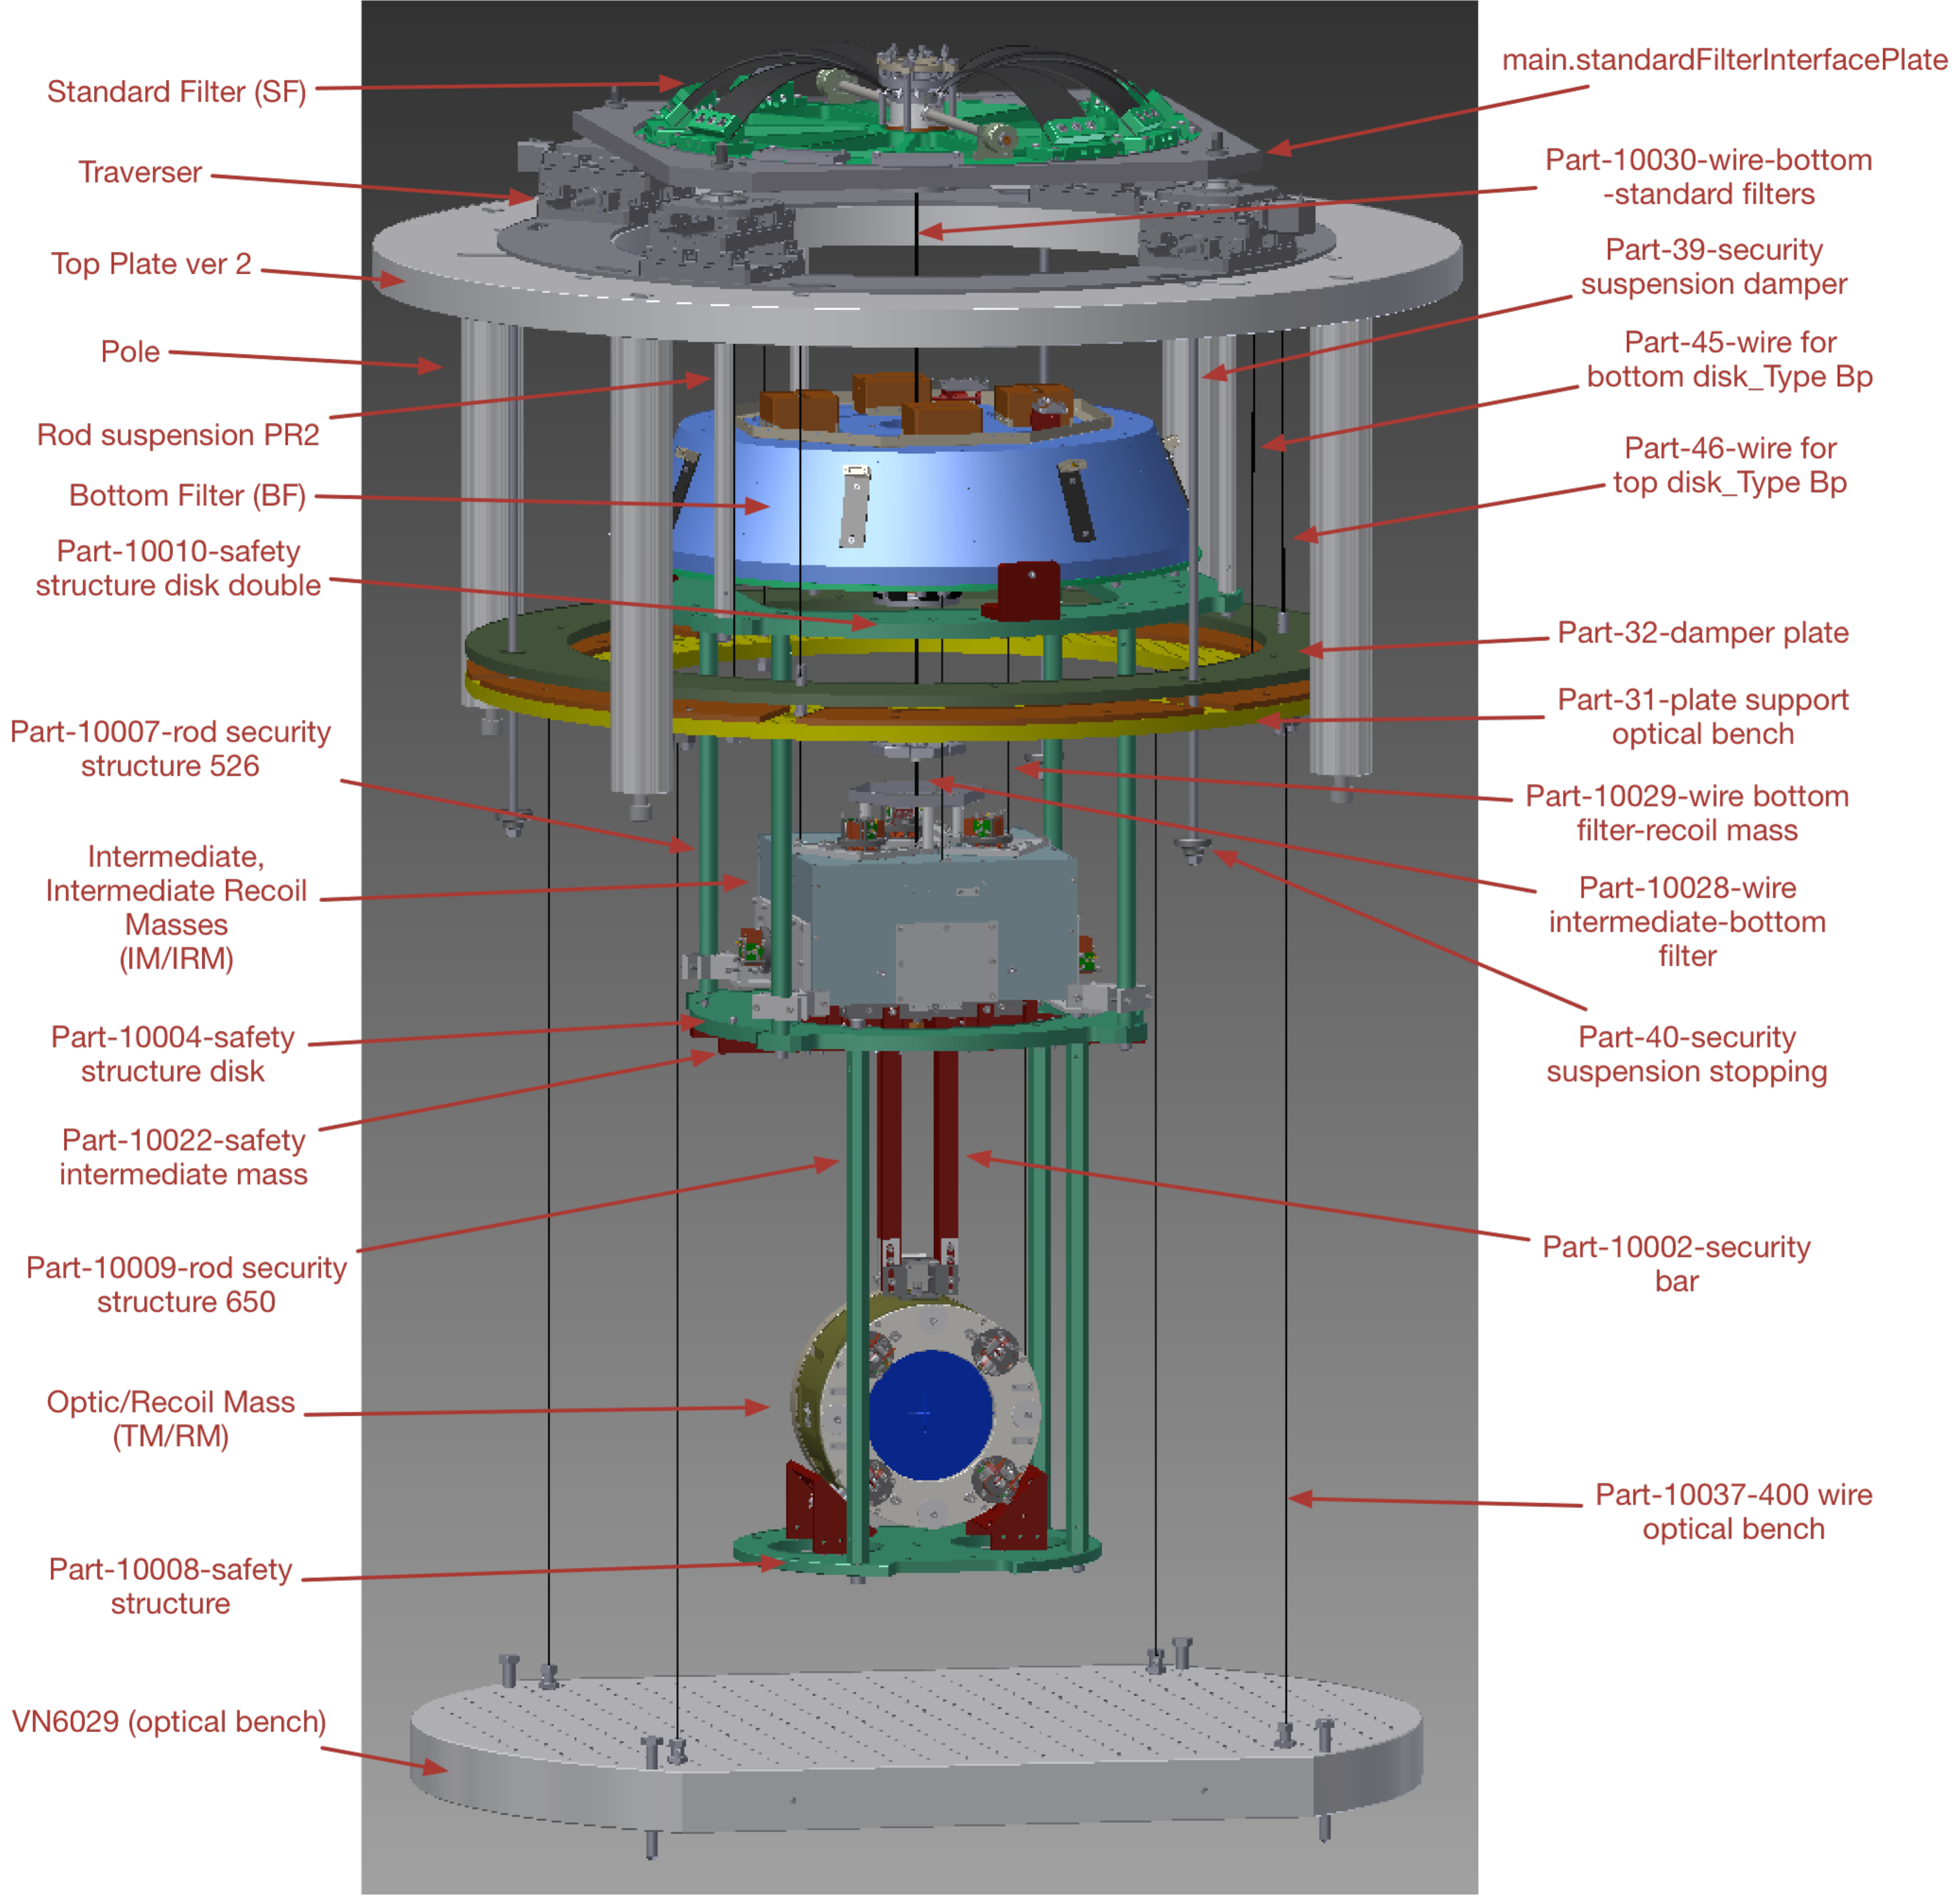 Standard Filter (SF)
Traverser
Top Plate ver 2
Pole
Rod suspension PR2
Bottom Filter (BF)
Part-10010-safety
structure disk double
Part-10007-rod security
structure 526
Intermediate,
Intermediate Recoil
Masses
(IM/IRM)
Part-10004-safety
structure disk
Part-10022-safety
intermediate mass
Part-10009-rod security
structure 650
Optic/Recoil Mass
(TM/RM)
Part-10008-safety
structure
VN6029 (optical bench)
main.standardFilterInterfacePlate
Part-10030-wire-bottom
-standard filters
Part-39-security
suspension damper
Part-45-wire for
bottom disk_Type Bp
Part-46-wire for
top disk_Type Bp
Part-32-damper plate
Part-31-plate support
optical bench
Part-10029-wire bottom
filter-recoil mass
Part-10028-wire
intermediate-bottom
filter
Part-40-security
suspension stopping
Part-10002-security
bar
Part-10037-400 wire
optical bench